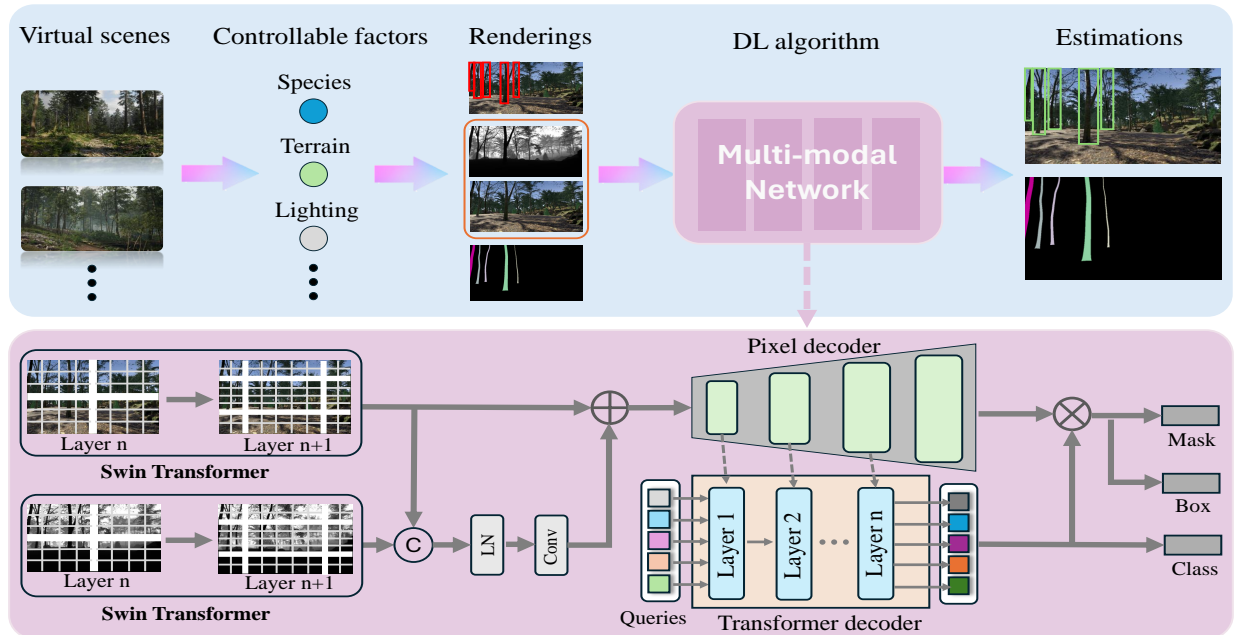 Virtual scenes
Controllable factors
Renderings
DL algorithm
Estimations
Species
Terrain
Lighting
Multi-modal
Network
Pixel decoder
Layer n
Layer n+1
Swin Transformer
Layer n
Layer n+1
Swin Transformer
C
LN
Conv
Queries
Layer 1
Layer 2
Layer n
Transformer decoder
Mask
Box
Class